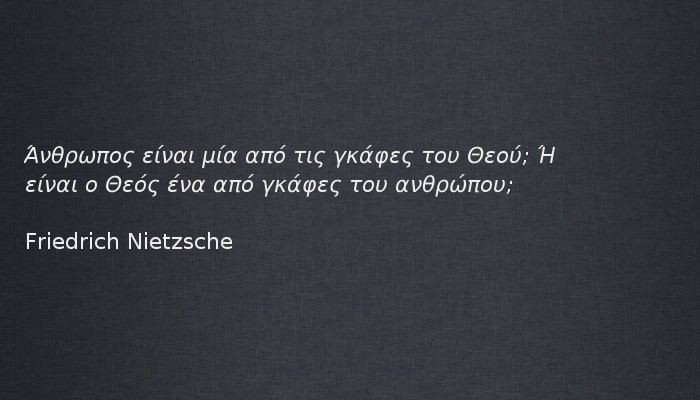 Άνθρωπος είναι μία από τις γκάφες του Θεού; Ή
είναι ο Θεός ένα από γκάφες του ανθρώπου;
Friedrich Nietzsche